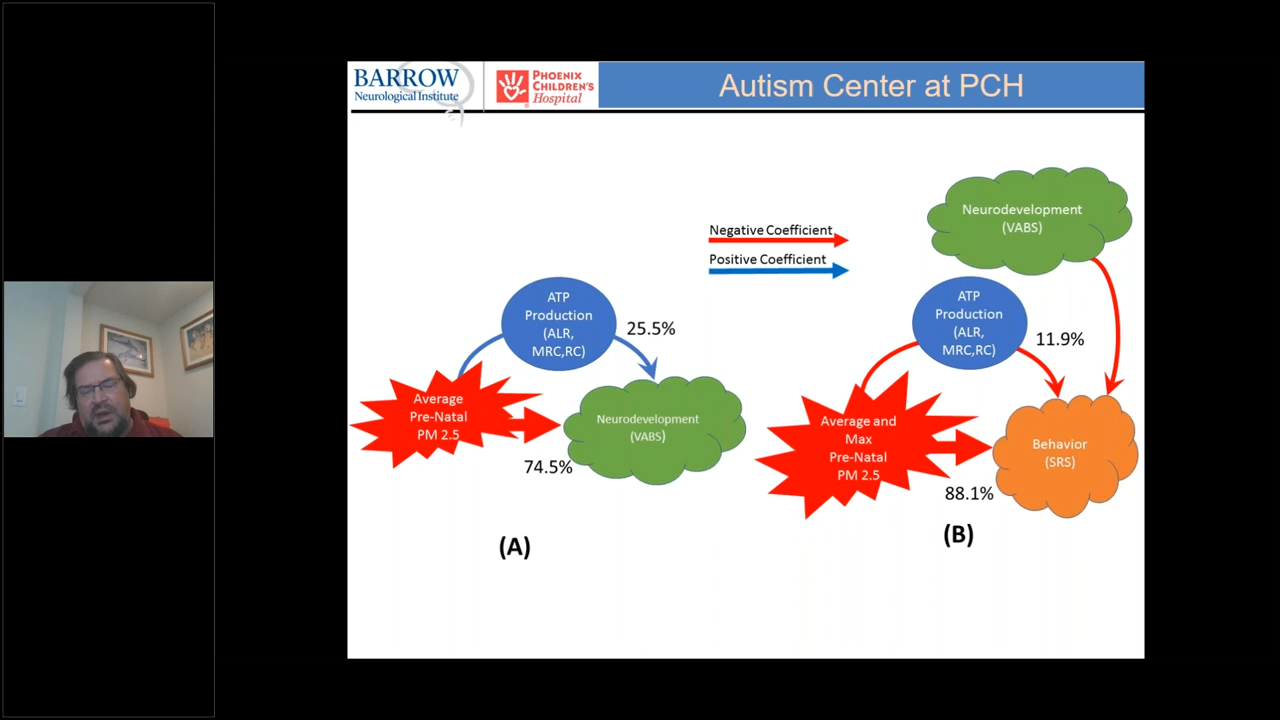 BARROW
Neurological Institute
PHOENIX
CHILDREN'S
Hospital
Autism Center at PCH
Negative Coefficient
Positive Coefficient
ATP
Production
(ALR,
MRC,RC)
25.5%
Average
Pre-Natal
PM 2.5
Neurodevelopment
(VABS)
74.5%
(A)
Neurodevelopment
(VABS)
ATP
Production
(ALR,
MRC,RC)
11.9%
Average and
Max
Pre-Natal
PM 2.5
Behavior
(SRS)
88.1%
(B)